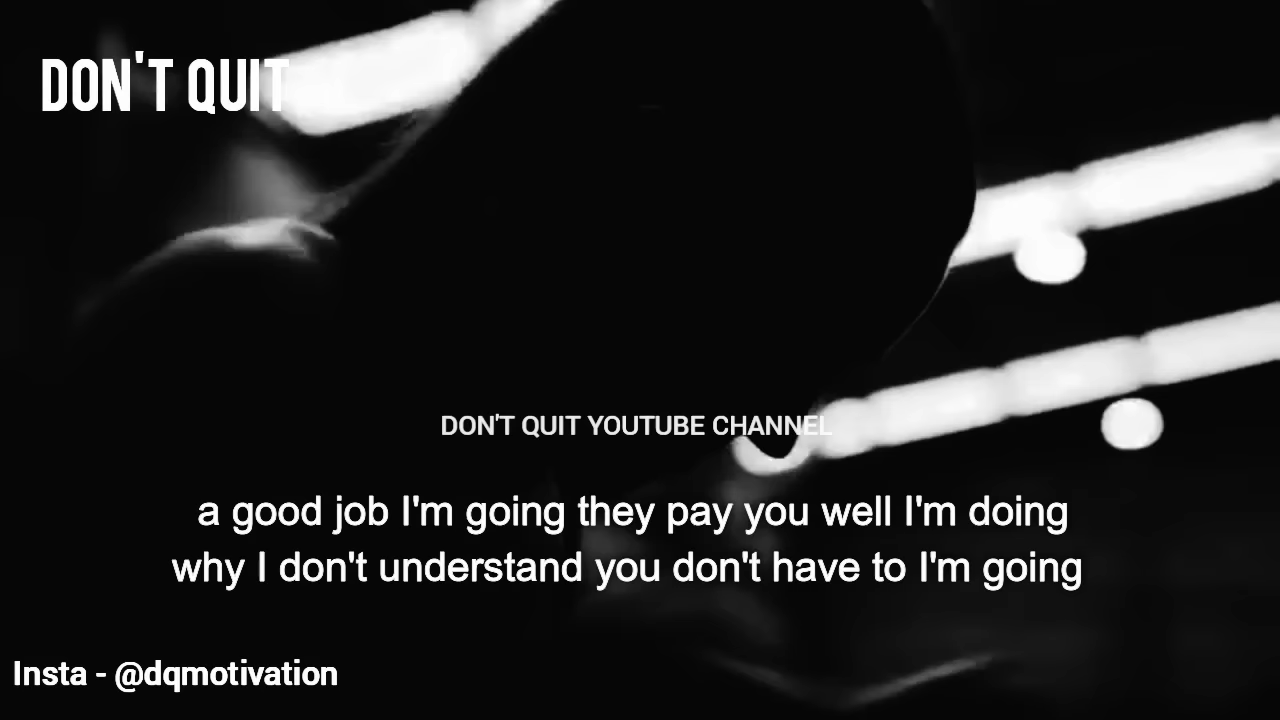 DON'T QUIT
DON'T QUIT YOUTUBE CHANNEL
a good job I'm going they pay you well I'm doing
why I don't understand you don't have to I'm going
Insta - @dqmotivation